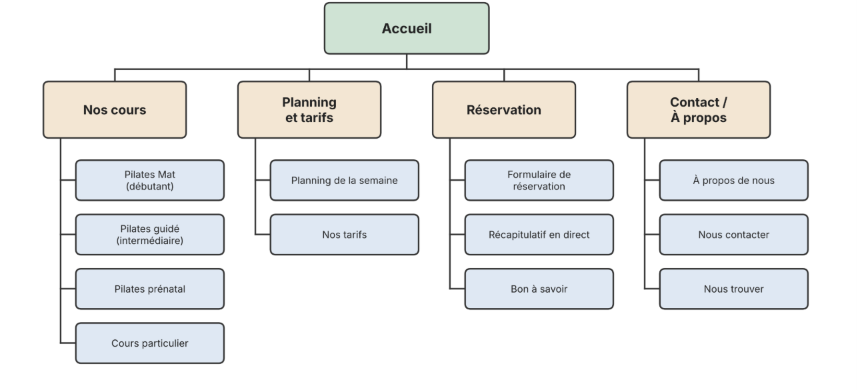 Accueil
Nos cours
Planning
et tarifs
Réservation
Contact /
À propos
Pilates Mat
(débutant)
Pilates guidé
(intermédiaire)
Pilates prénatal
Cours particulier
Planning de la semaine
Nos tarifs
Formulaire de
réservation
Récapitulatif en direct
Bon à savoir
À propos de nous
Nous contacter
Nous trouver